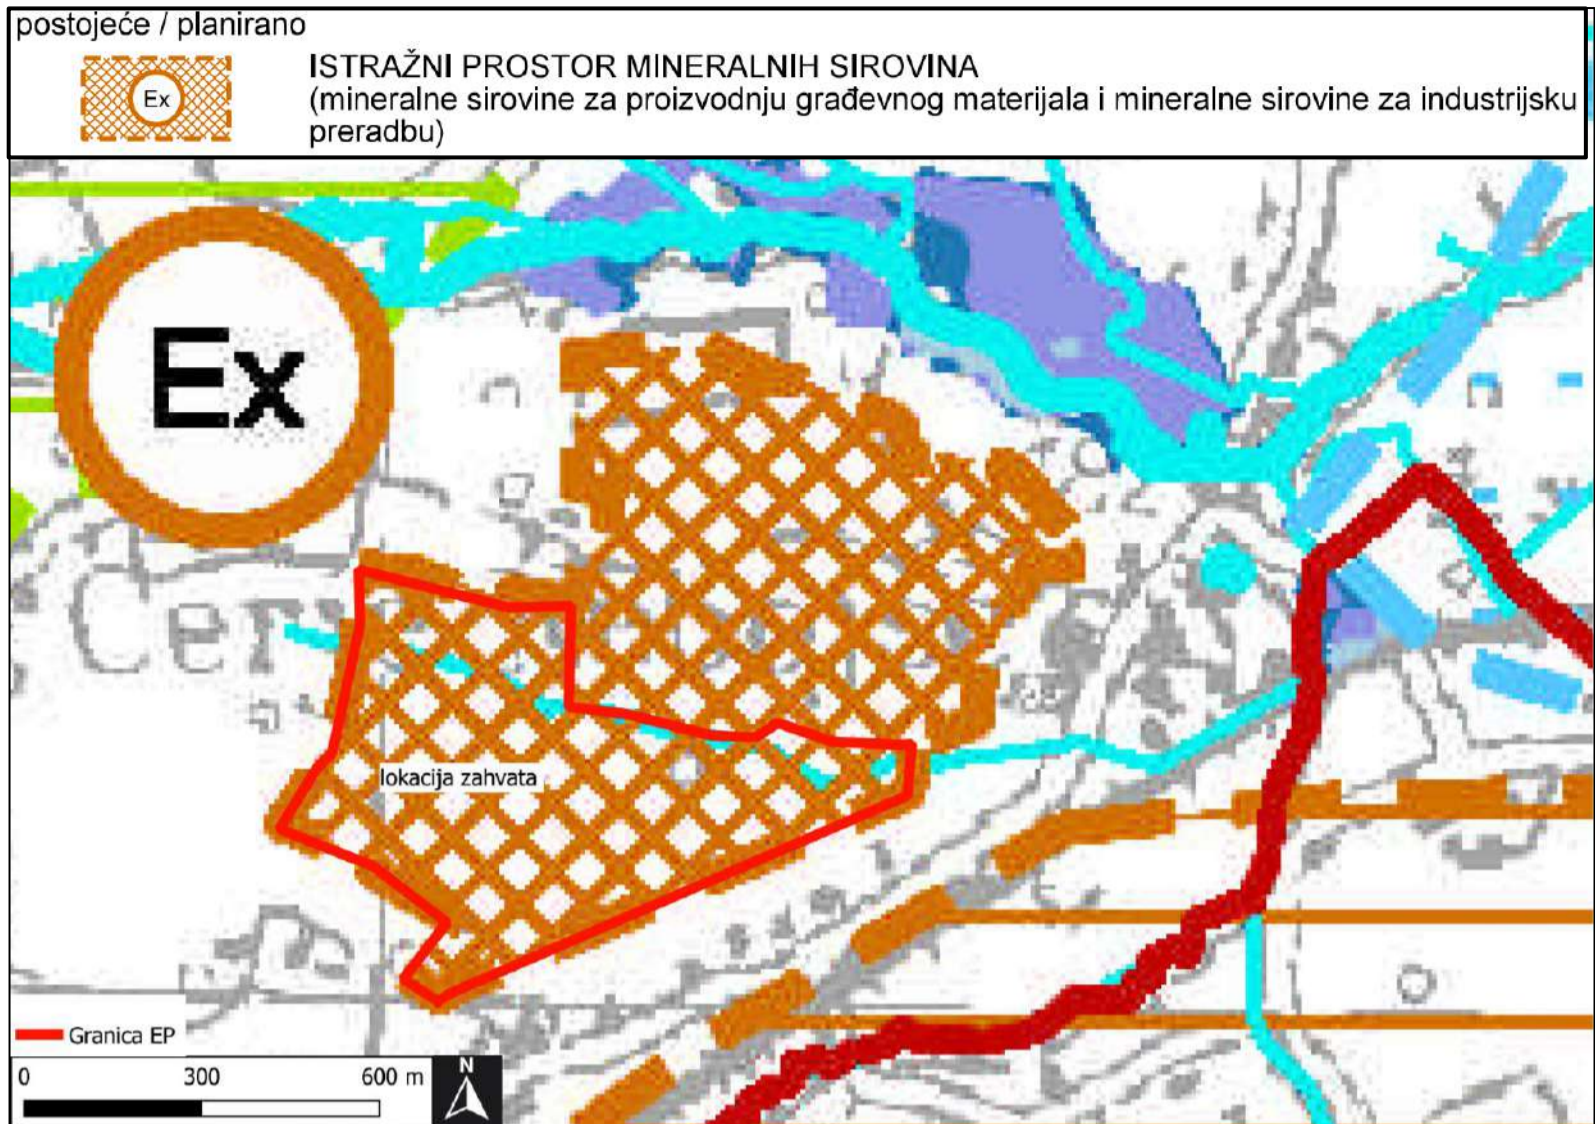 postojeće / planirano
Ex
ISTRAŽNI PROSTOR MINERALNIH SIROVINA
(mineralne sirovine za proizvodnju građevnog materijala i mineralne sirovine za industrijsku
preradbu)
Ex
Cer
lokacija zahvata
Granica EP
0 300 600 m
N